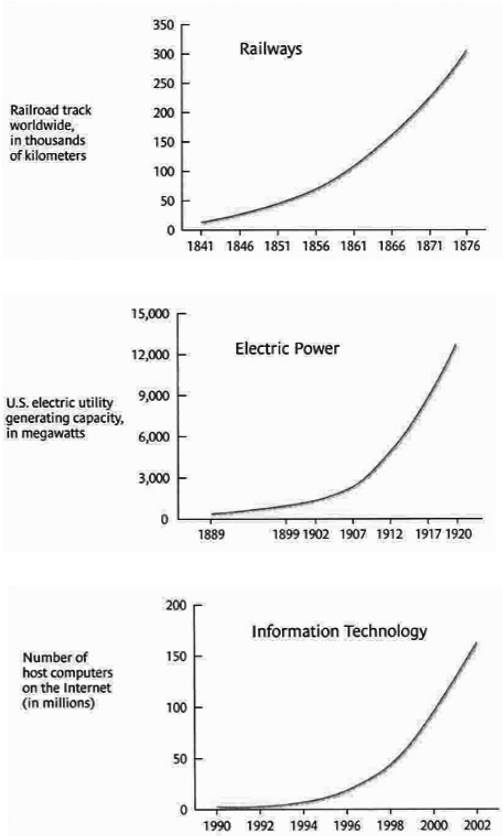 350
300
250
200
150
100
50
0
Railways
Railroad track
worldwide,
in thousands
of kilometers
1841 1846 1851 1856 1861 1866 1871 1876
15,000
12,000
9,000
6,000
3,000
0
Electric Power
U.S. electric utility
generating capacity,
in megawatts
1889 1899 1902 1907 1912 1917 1920
200
150
100
50
0
Information Technology
Number of
host computers
on the Internet
(in millions)
1990 1992 1994 1996 1998 2000 2002